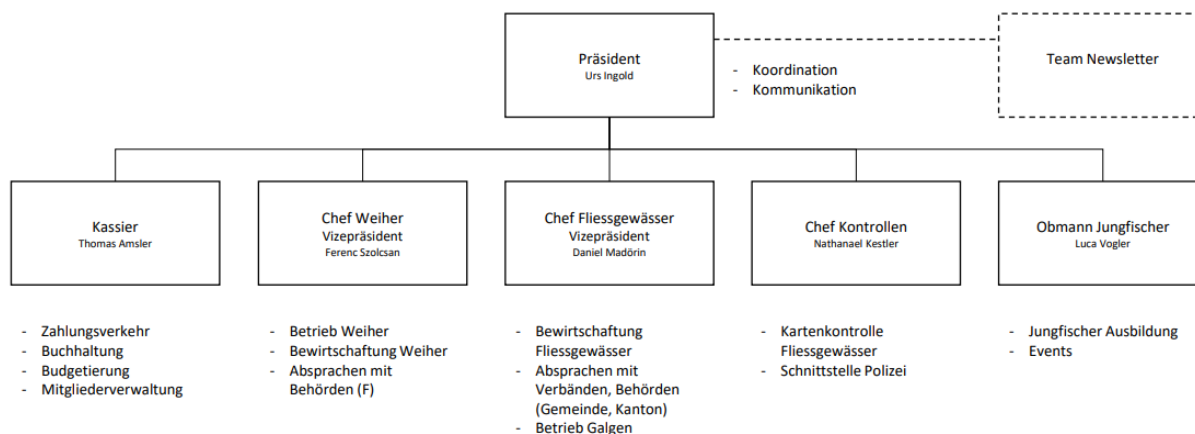 Präsident
Urs Ingold
- Koordination
- Kommunikation
Team Newsletter
Kassier
Thomas Amsler
Chef Weiher
Vizepräsident
Ferenc Szolcsan
Chef Fliessgewässer
Vizepräsident
Daniel Madörin
Chef Kontrollen
Nathanael Kestler
Obmann Jungfischer
Luca Vogler
- Zahlungsverkehr
- Buchhaltung
- Budgetierung
- Mitgliederverwaltung
- Betrieb Weiher
- Bewirtschaftung Weiher
- Absprachen mit
Behörden (F)
- Bewirtschaftung
Fliessgewässer
- Absprachen mit
Verbänden, Behörden
(Gemeinde, Kanton)
- Betrieb Galgen
- Kartenkontrolle
Fliessgewässer
- Schnittstelle Polizei
- Jungfischer Ausbildung
- Events